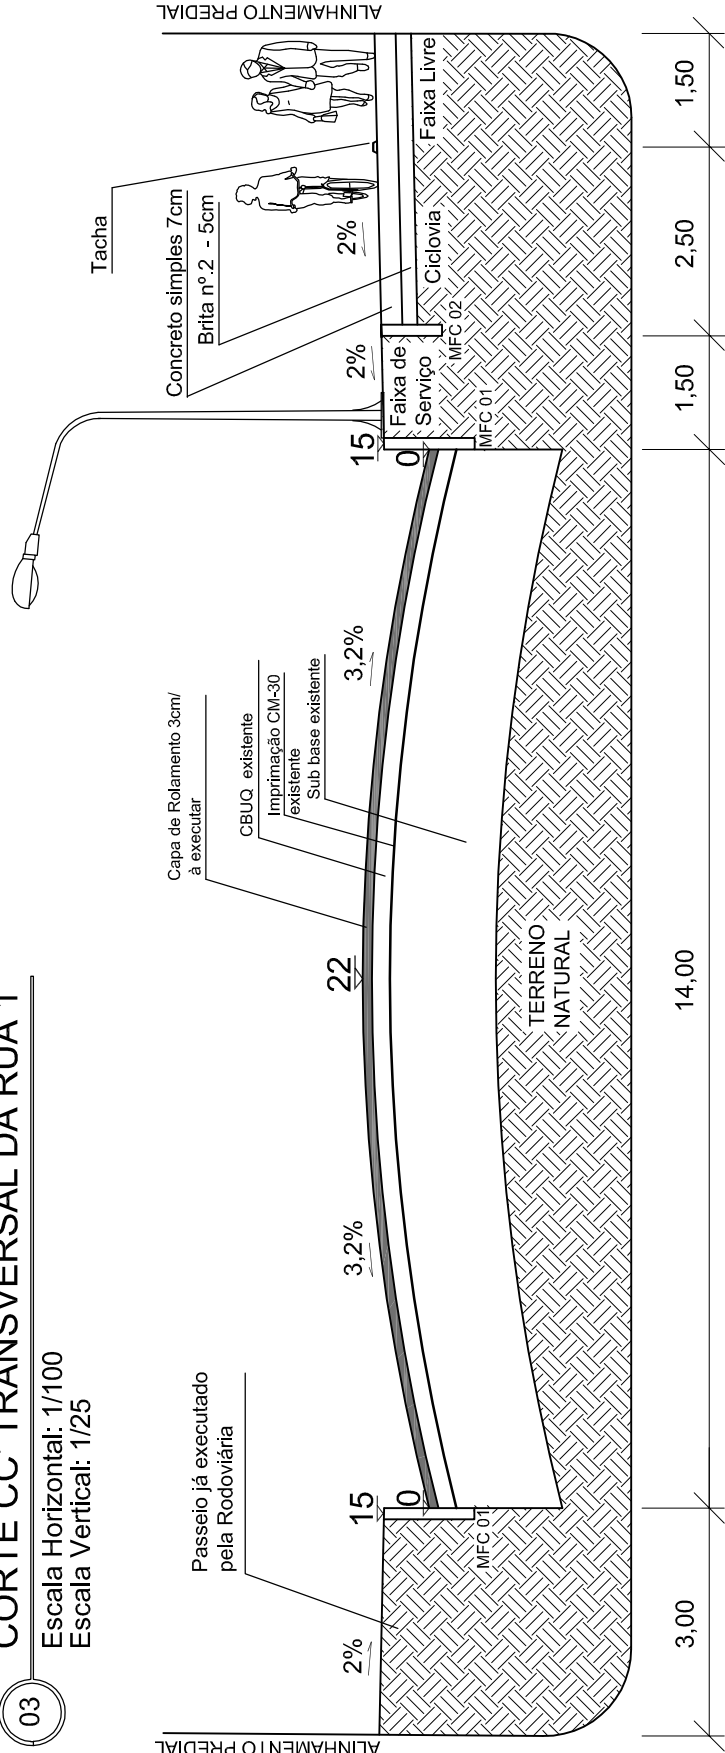 ALINHAMENTO PREDIAL
Tacha
Concreto simples 7cm
Brita nº.2 - 5cm
2%
2%
Faixa Livre
Ciclovia
MFC 02
Faixa de
Serviço
MFC 01
15
0
3,2%
Capa de Rolamento 3cm/
à executar
CBUQ existente
Imprimação CM-30
existente
Sub base existente
22
TERRENO
NATURAL
3,2%
Passeio já executado
pela Rodoviária
15
0
MFC 01
2%
ALINHAMENTO PREDIAL
1,50
2,50
1,50
14,00
3,00
03
CORTE CC' TRANSVERSAL DA RUA
Escala Horizontal: 1/100
Escala Vertical: 1/25